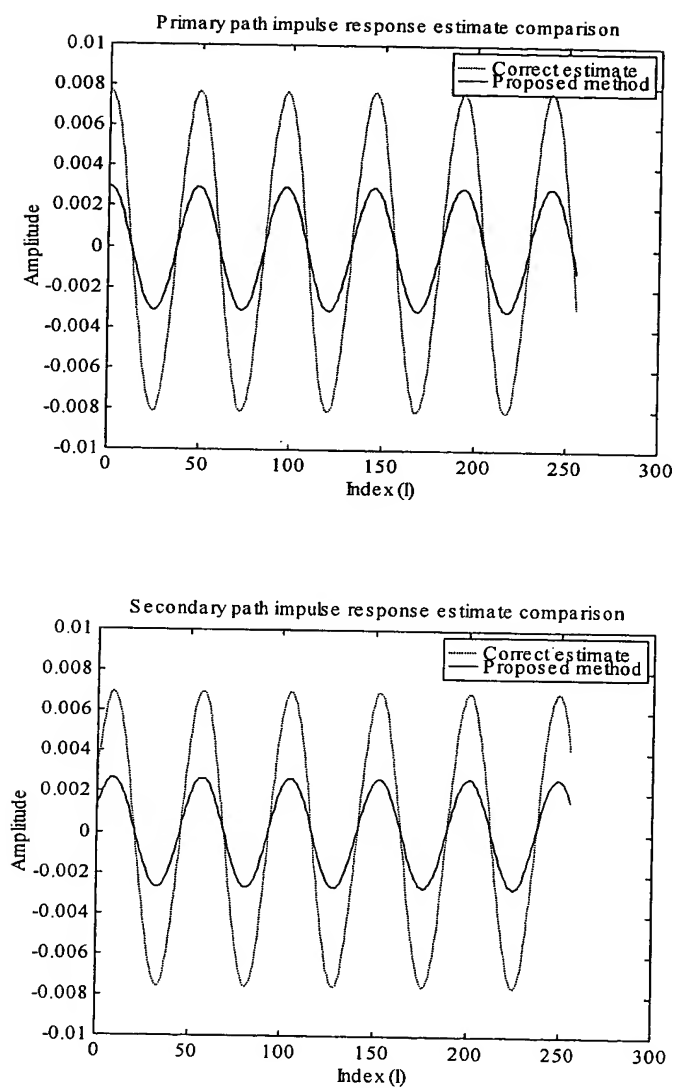 Primary path impulse response estimate comparison
0.01
0.008
0.006
0.004
0.002
0
-0.002
-0.004
-0.006
-0.008
-0.01
Amplitude
Correct estimate
Proposed method
0 50 100 150 200 250 300
Index (l)
Secondary path impulse response estimate comparison
0.01
0.008
0.006
0.004
0.002
0
-0.002
-0.004
-0.006
-0.008
-0.01
Amplitude
Correct estimate
Proposed method
0 50 100 150 200 250 300
Index (l)